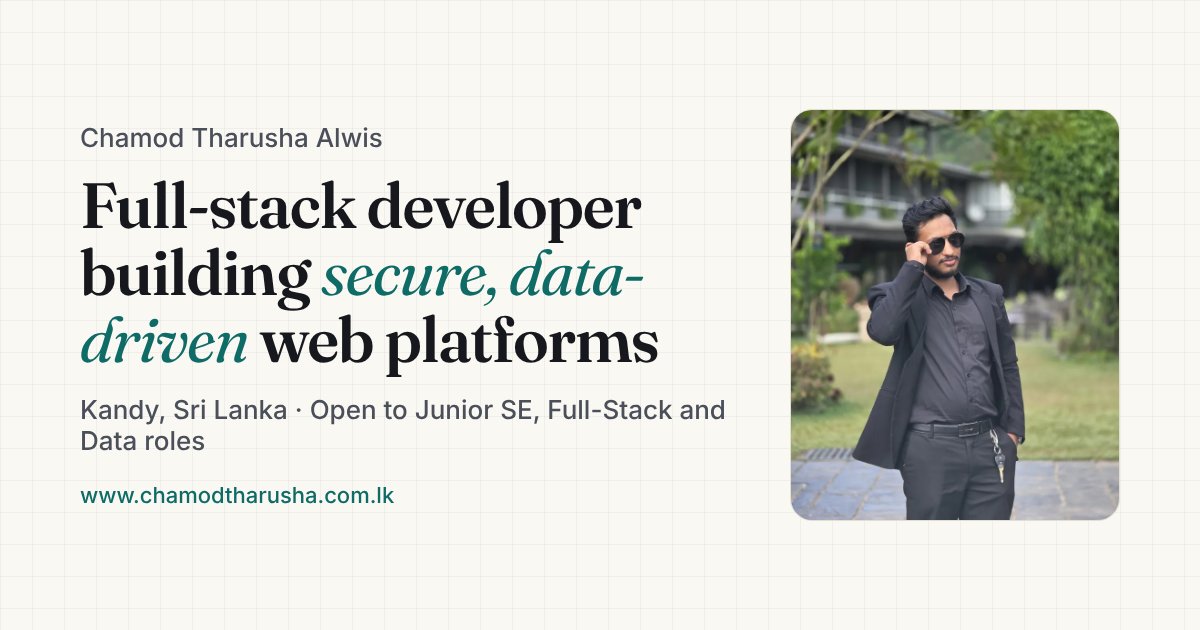 Chamod Tharusha Alwis
Full-stack developer
building secure, data-
driven web platforms
Kandy, Sri Lanka · Open to Junior SE, Full-Stack and
Data roles
www.chamodtharusha.com.lk